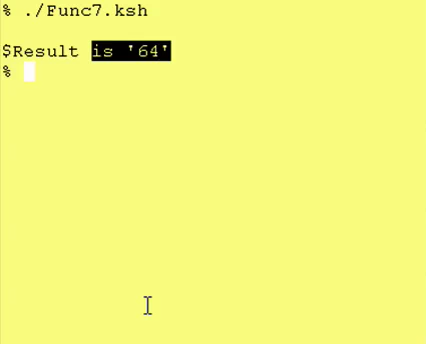 % ./Func7.ksh
$Result is '64'
%